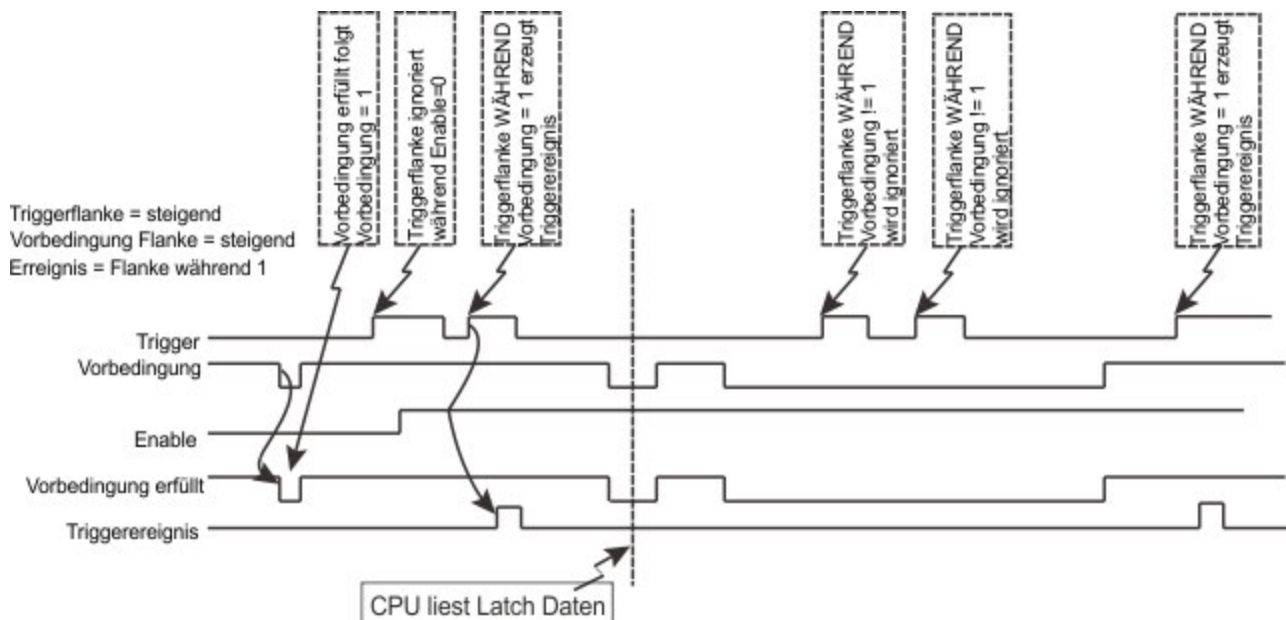 Vorbedingung erfüllt folgt
Vorbedingung = 1
Triggerflanke ignoriert
während Enable=0
Triggerflanke WÄHREND
Vorbedingung = 1 erzeugt
Triggerereignis
Triggerflanke WÄHREND
Vorbedingung != 1
wird ignoriert
Triggerflanke WÄHREND
Vorbedingung != 1
wird ignoriert
Triggerflanke WÄHREND
Vorbedingung = 1 erzeugt
Triggerereignis
Triggerflanke = steigend
Vorbedingung Flanke = steigend
Erreignis = Flanke während 1
Trigger
Vorbedingung
Enable
Vorbedingung erfüllt
Triggerereignis
CPU liest Latch Daten